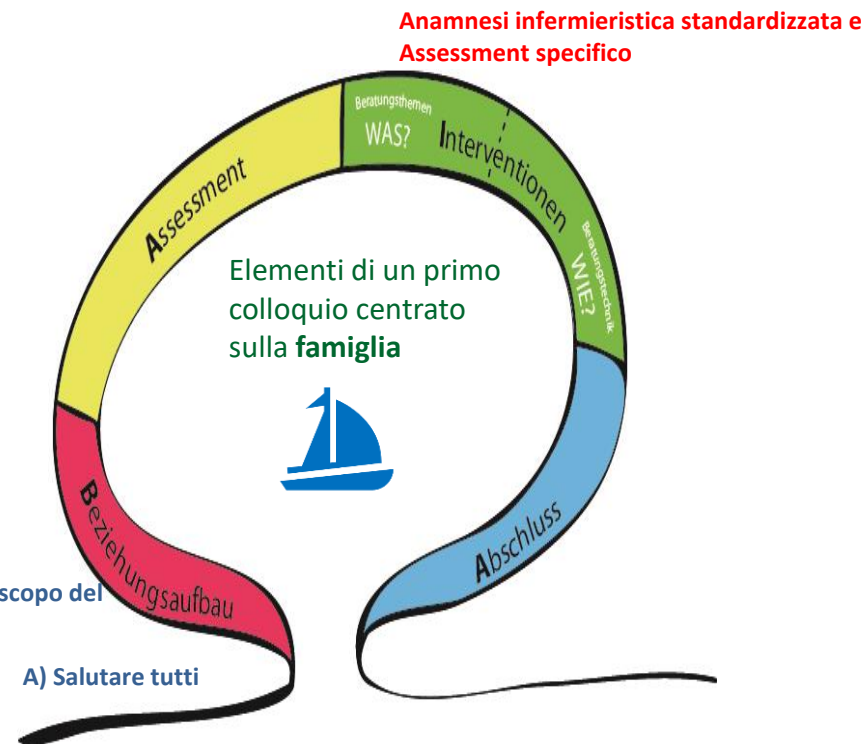 Anamnesi infermieristica standardizzata e
Assessment specifico
Beratungsthemen
WAS?
Interventionen
Beratungstechnik
WIE?
Assessment
Elementi di un primo
colloquio centrato
sulla famiglia
Beziehungsaufbau
Abschluss
scopo del
A) Salutare tutti